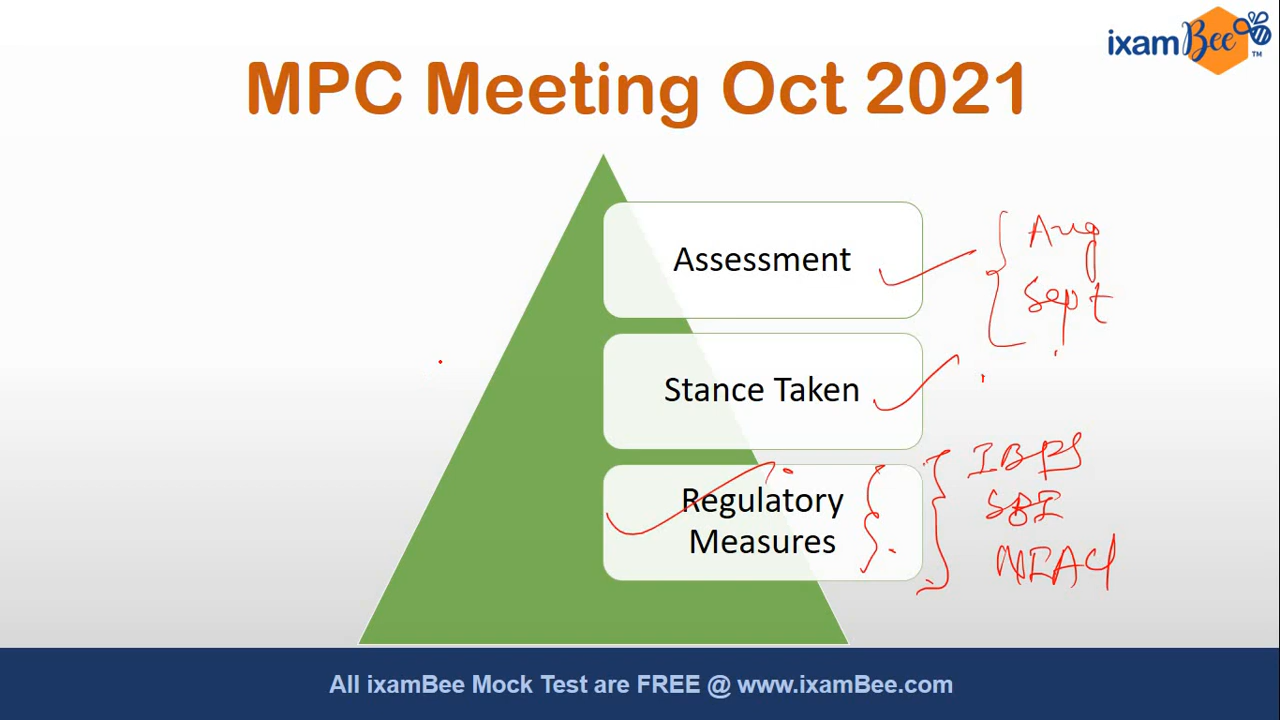 ixamBee
TM
MPC Meeting Oct 2021
Assessment
Aug
Sept
Stance Taken
Regulatory
Measures
IBPS
SBI
All ixamBee Mock Test are FREE @ www.ixamBee.com